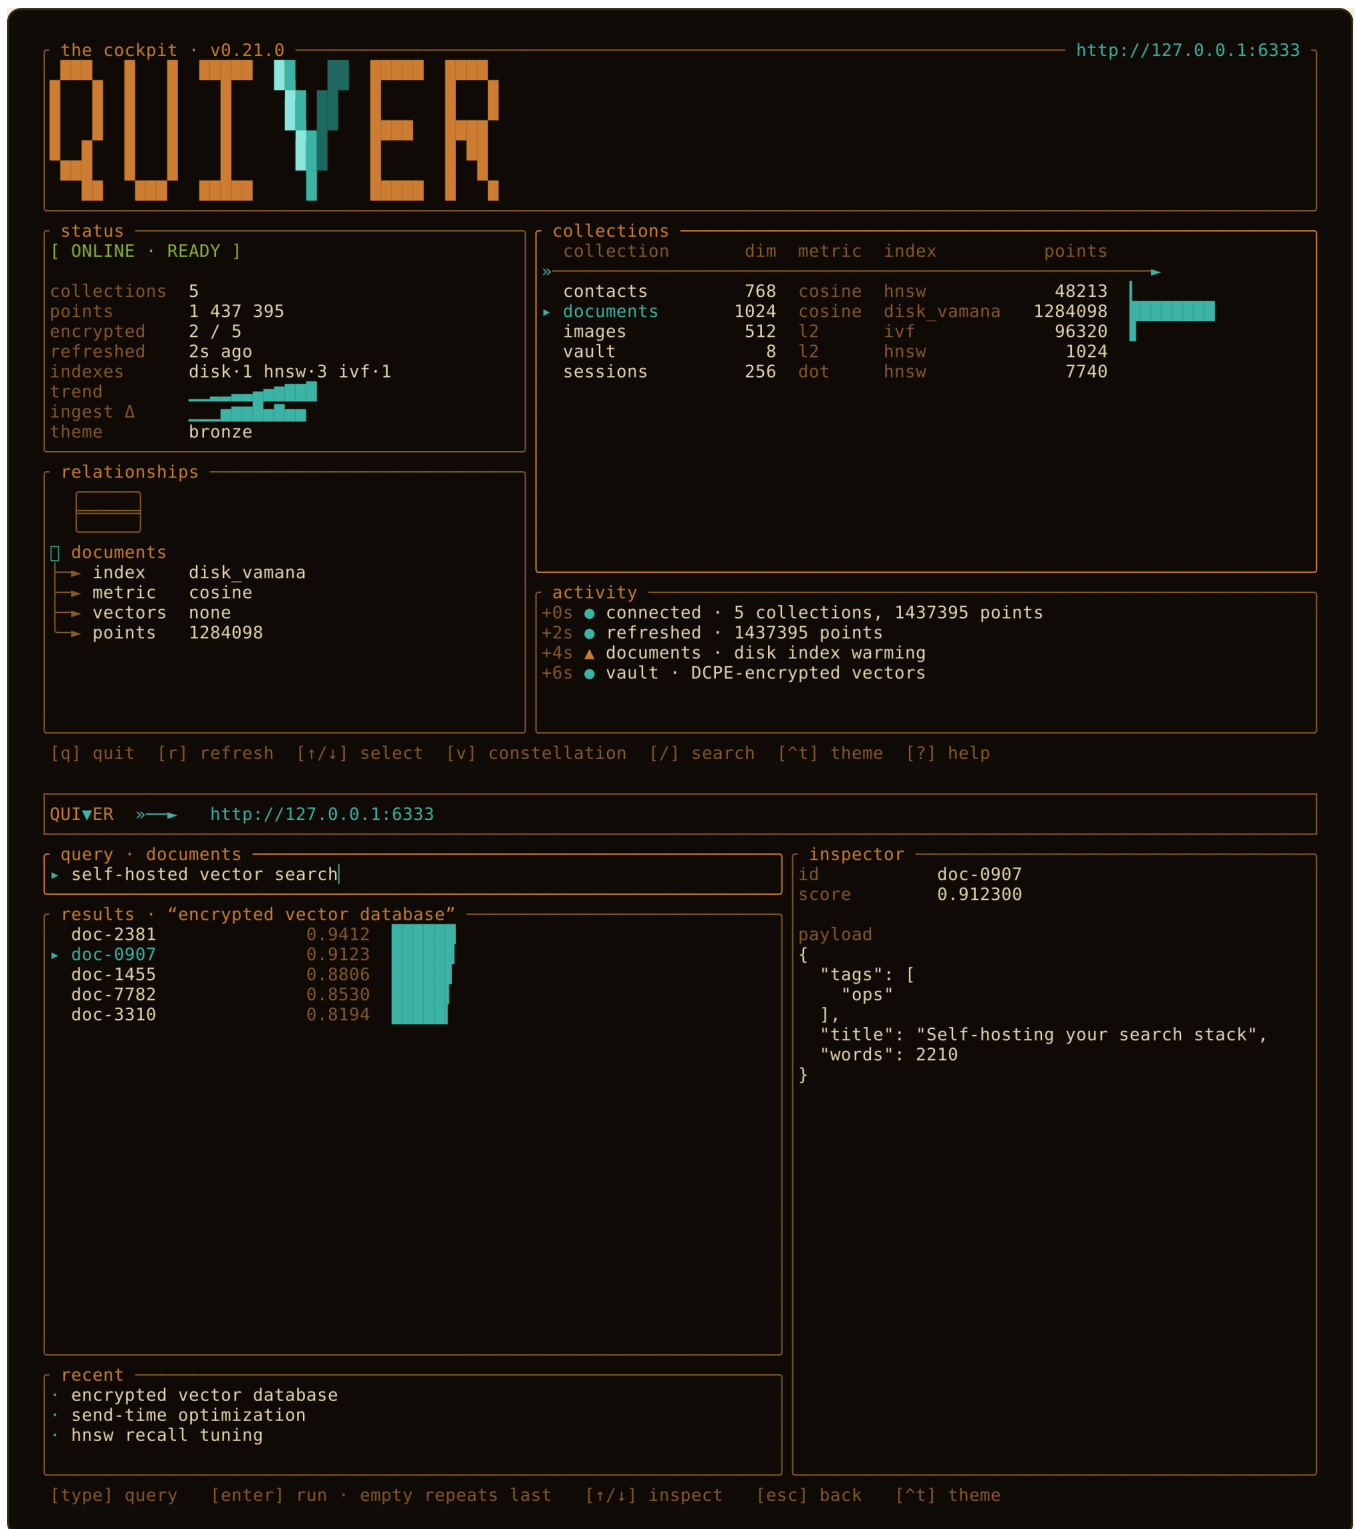 the cockpit · v0.21.0 http://127.0.0.1:6333
QUIVER
status
[ ONLINE · READY ]
collections 5
points 1 437 395
encrypted 2 / 5
refreshed 2s ago
indexes disk·1 hnsw·3 ivf·1
trend
ingest Δ
theme bronze
collections
collection dim metric index points
contacts 768 cosine hnsw 48213
▸ documents 1024 cosine disk_vamana 1284098
images 512 l2 ivf 96320
vault 8 l2 hnsw 1024
sessions 256 dot hnsw 7740
relationships
documents
index disk_vamana
metric cosine
vectors none
points 1284098
activity
+0s ● connected · 5 collections, 1437395 points
+2s ● refreshed · 1437395 points
+4s ▲ documents · disk index warming
+6s ● vault · DCPE-encrypted vectors
[q] quit [r] refresh [↑/↓] select [v] constellation [/] search [^t] theme [?] help
QUI▼ER »──► http://127.0.0.1:6333
query · documents
▸ self-hosted vector search
results · “encrypted vector database”
doc-2381 0.9412
▸ doc-0907 0.9123
doc-1455 0.8806
doc-7782 0.8530
doc-3310 0.8194
inspector
id doc-0907
score 0.912300
payload
{
"tags": [
"ops"
],
"title": "Self-hosting your search stack",
"words": 2210
}
recent
· encrypted vector database
· send-time optimization
· hnsw recall tuning
[type] query [enter] run · empty repeats last [↑/↓] inspect [esc] back [^t] theme